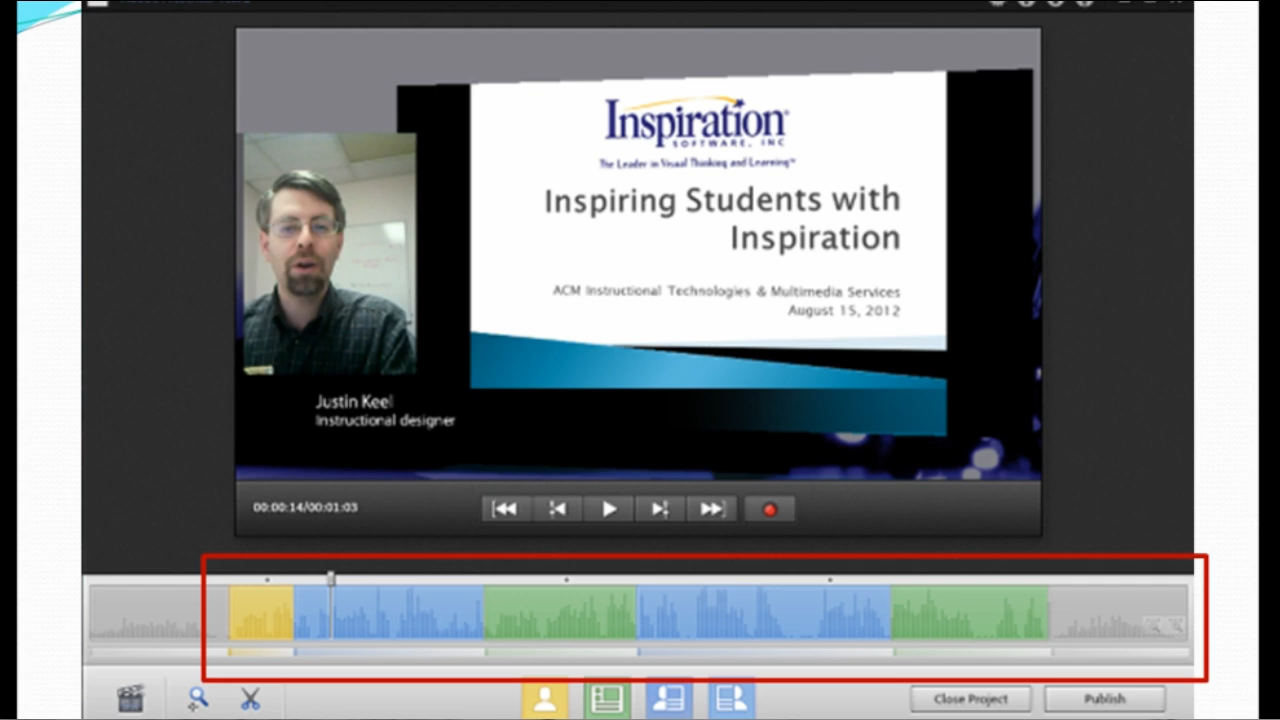 Inspiration®
SOFTWARE, INC
The Leader in Visual Thinking and Learning™
Inspiring Students with
Inspiration
ACM Instructional Technologies & Multimedia Services
August 15, 2012
Justin Keel
Instructional designer
00:00:14/00:01:03
Close Project
Publish